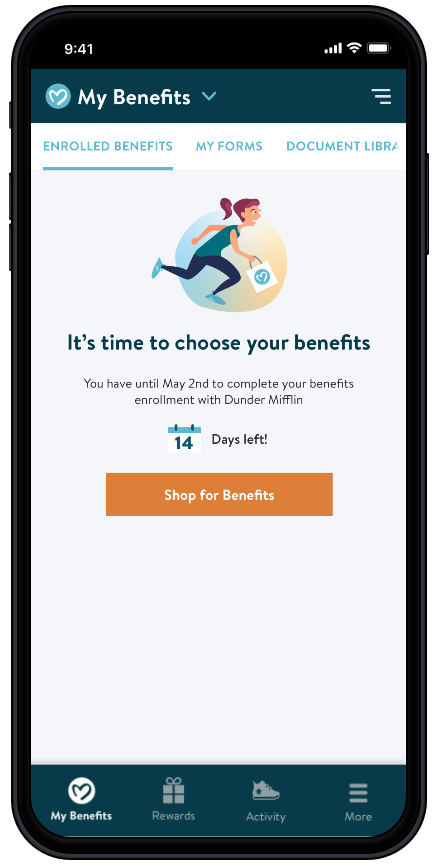 9:41
My Benefits
ENROLLED BENEFITS MY FORMS DOCUMENT LIBRA
It's time to choose your benefits
You have until May 2nd to complete your benefits
enrollment with Dunder Mifflin
14 Days left!
Shop for Benefits
My Benefits Rewards Activity More